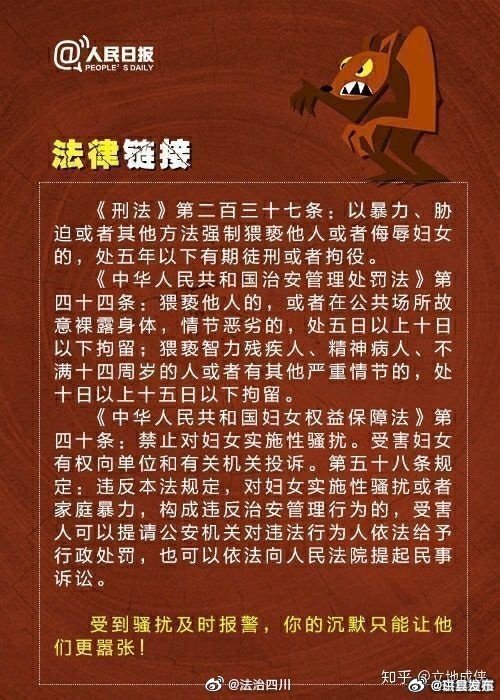 @人民日报
PEOPLE'S DAILY
法律链接
《刑法》第二百三十七条：以暴力、胁
迫或者其他方法强制猥亵他人或者侮辱妇女
的，处五年以下有期徒刑或者拘役。
《中华人民共和国治安管理处罚法》第
四十四条：猥亵他人的，或者在公共场所故
意裸露身体，情节恶劣的，处五日以上十日
以下拘留；猥亵智力残疾人、精神病人、不
满十四周岁的人或者有其他严重情节的，处
十日以上十五日以下拘留。
《中华人民共和国妇女权益保障法》第
四十条：禁止对妇女实施性骚扰。受害妇女
有权向单位和有关机关投诉。第五十八条规
定：违反本法规定，对妇女实施性骚扰或者
家庭暴力，构成违反治安管理行为的，受害
人可以提请公安机关对违法行为人依法给予
行政处罚，也可以依法向人民法院提起民事
诉讼。
受到骚扰及时报警，你的沉默只能让他
们更嚣张！
知乎 @立地成侠
@法治四川
@珙县发布